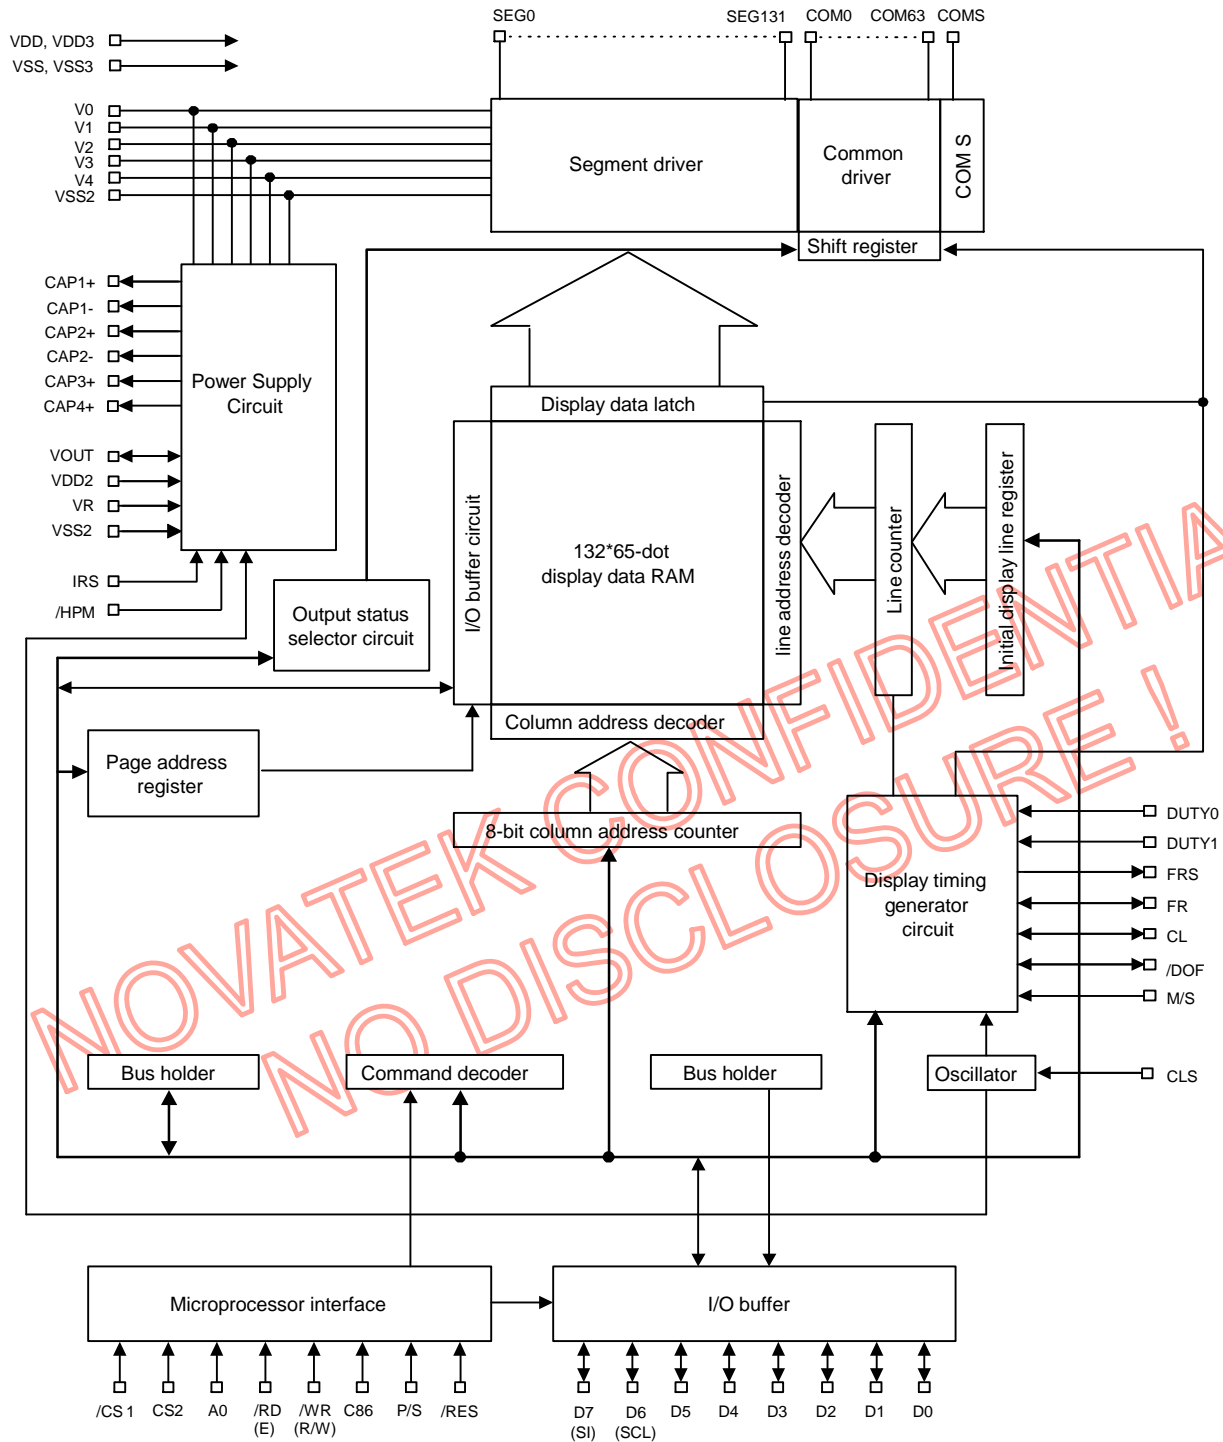 SEG0
SEG131
COM0
COM63
COMS
VDD, VDD3
VSS, VSS3
V0
V1
V2
V3
V4
VSS2
Segment driver
Common
driver
COM S
Shift register
CAP1+
CAP1-
CAP2+
CAP2-
CAP3+
CAP4+
VOUT
VDD2
VR
VSS2
IRS
/HPM
Power Supply
Circuit
Display data latch
I/O buffer circuit
132*65-dot
display data RAM
line address decoder
Line counter
Initial display line register
Output status
selector circuit
Column address decoder
Page address
register
8-bit column address counter
Display timing
generator
circuit
DUTY0
DUTY1
FRS
FR
CL
/DOF
M/S
CLS
Bus holder
Command decoder
Bus holder
Oscillator
Microprocessor interface
I/O buffer
/CS 1
CS2
A0
/RD
(E)
/WR
(R/W)
C86
P/S
/RES
D7
(SI)
D6
(SCL)
D5
D4
D3
D2
D1
D0
NOVATEK CONFIDENTIA
NO DISCLOSURE !